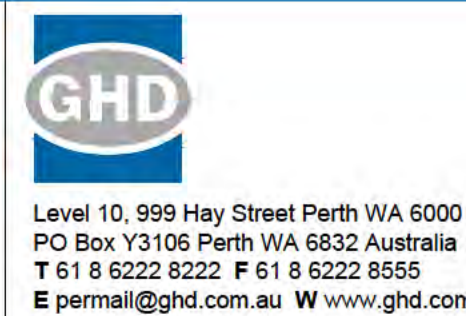 GHD
Level 10, 999 Hay Street Perth WA 6000
PO Box Y3106 Perth WA 6832 Australia
T 61 8 6222 8222 F 61 8 6222 8555
E permail@ghd.com.au W www.ghd.com